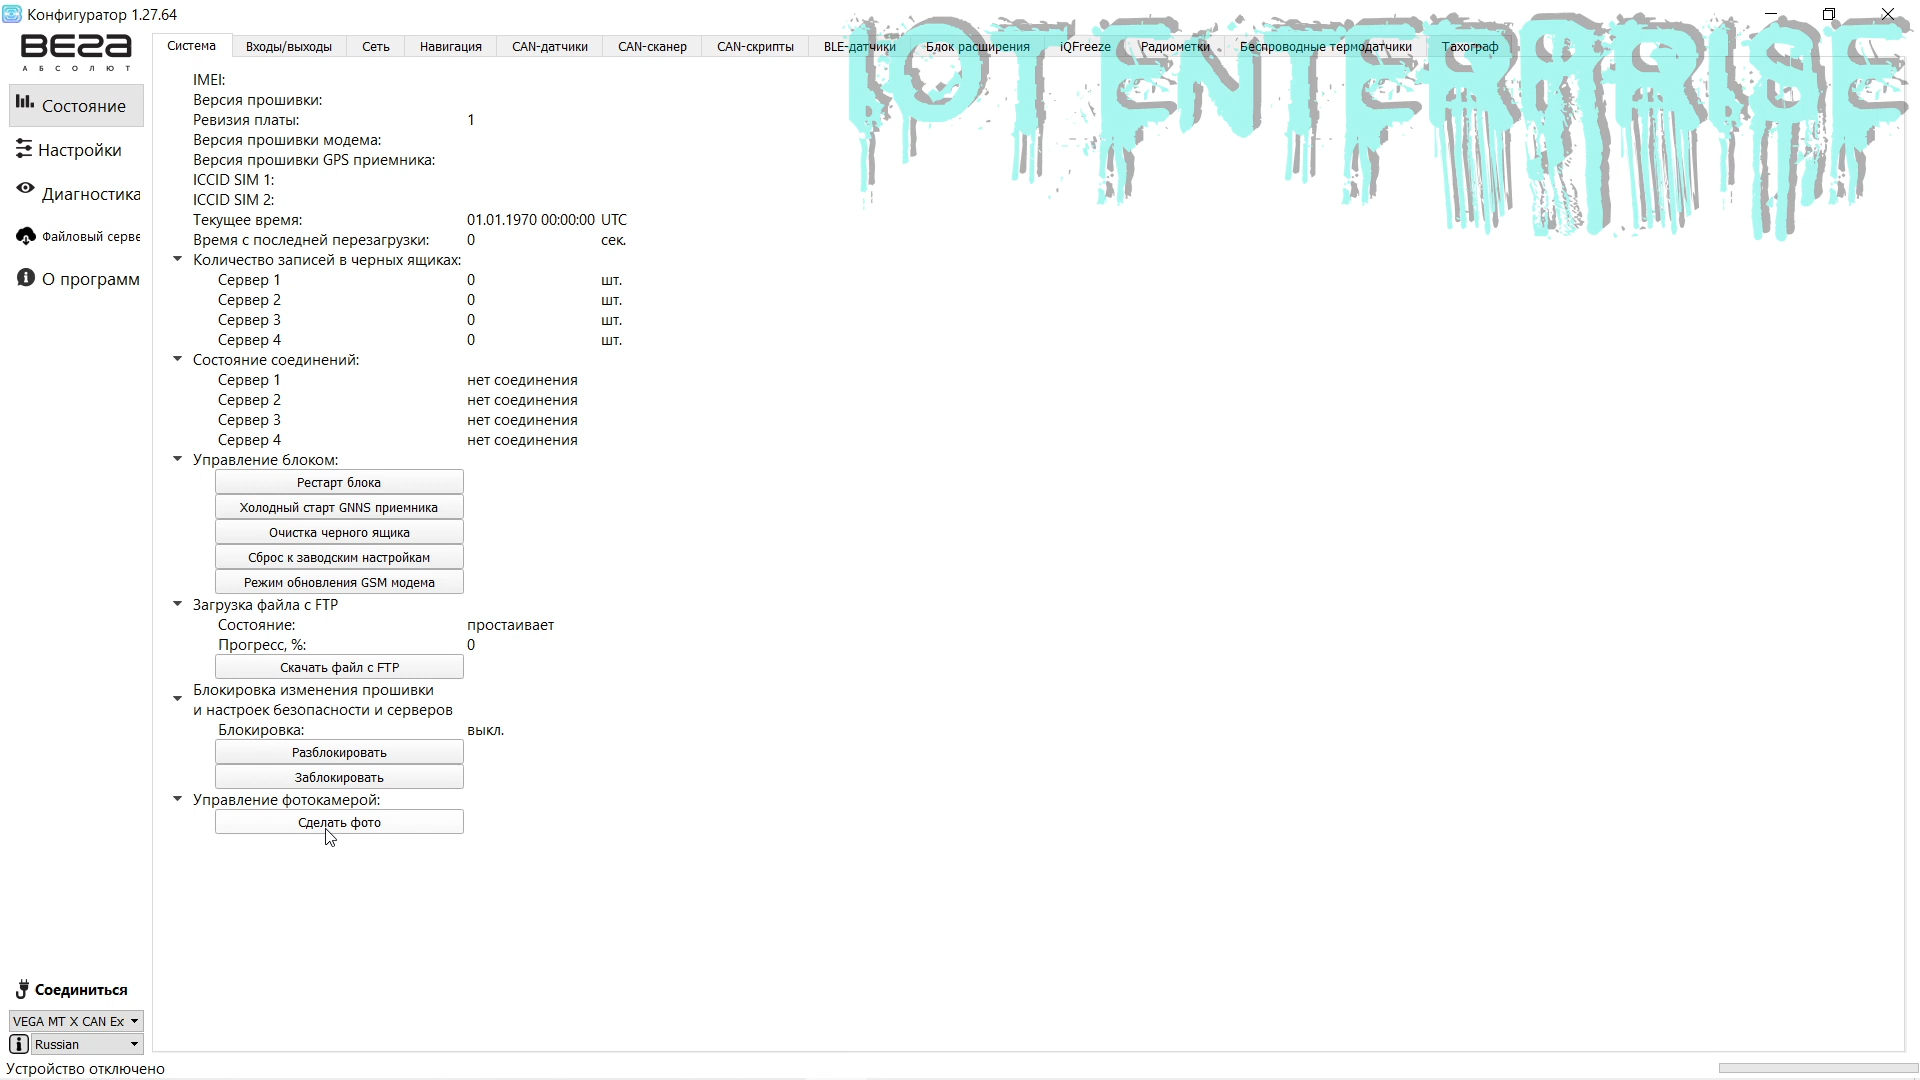 Конфигуратор 1.27.64
ВЕГА
АБСОЛЮТ
Система Входы/выходы Сеть Навигация CAN-датчики CAN-сканер CAN-скрипты BLE-датчики Блок расширения iQFreeze Радиометки Беспроводные термодатчики Тахограф
IOT ENTERPRISE
Состояние
Настройки
Диагностика
Файловый серве
О програм
IMEI:
Версия прошивки:
Ревизия платы: 1
Версия прошивки модема:
Версия прошивки GPS приемника:
ICCID SIM 1:
ICCID SIM 2:
Текущее время: 01.01.1970 00:00:00 UTC
Время с последней перезагрузки: 0 сек.
Количество записей в черных ящиках:
Сервер 1 0 шт.
Сервер 2 0 шт.
Сервер 3 0 шт.
Сервер 4 0 шт.
Состояние соединений:
Сервер 1 нет соединения
Сервер 2 нет соединения
Сервер 3 нет соединения
Сервер 4 нет соединения
Управление блоком:
Рестарт блока
Холодный старт GNNS приемника
Очистка черного ящика
Сброс к заводским настройкам
Режим обновления GSM модема
Загрузка файла с FTP
Состояние: простаивает
Прогресс, %: 0
Скачать файл с FTP
Блокировка изменения прошивки
и настроек безопасности и серверов
Блокировка: выкл.
Разблокировать
Заблокировать
Управление фотокамерой:
Сделать фото
Соединиться
VEGA MT X CAN Ex
Russian
Устройство отключено